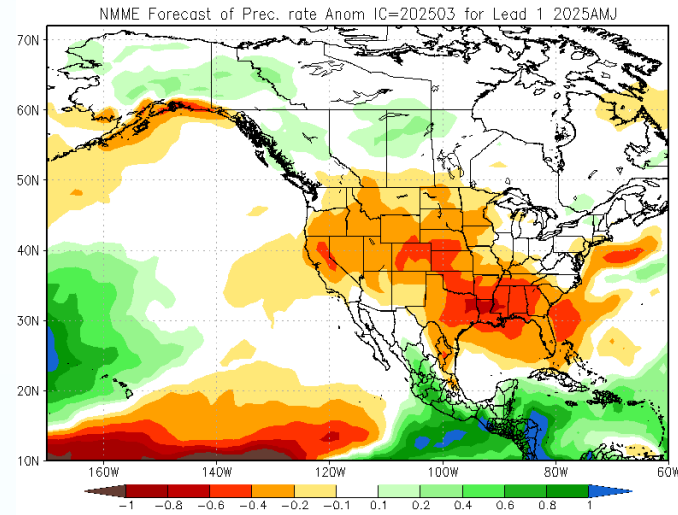 NMME Forecast of Prec. rate Anom IC=202503 for Lead 1 2025AMJ
70N
60N
50N
40N
30N
20N
10N
160W 140W 120W 100W 80W 60W
-1 -0.8 -0.6 -0.4 -0.2 -0.1 0.1 0.2 0.4 0.6 0.8 1